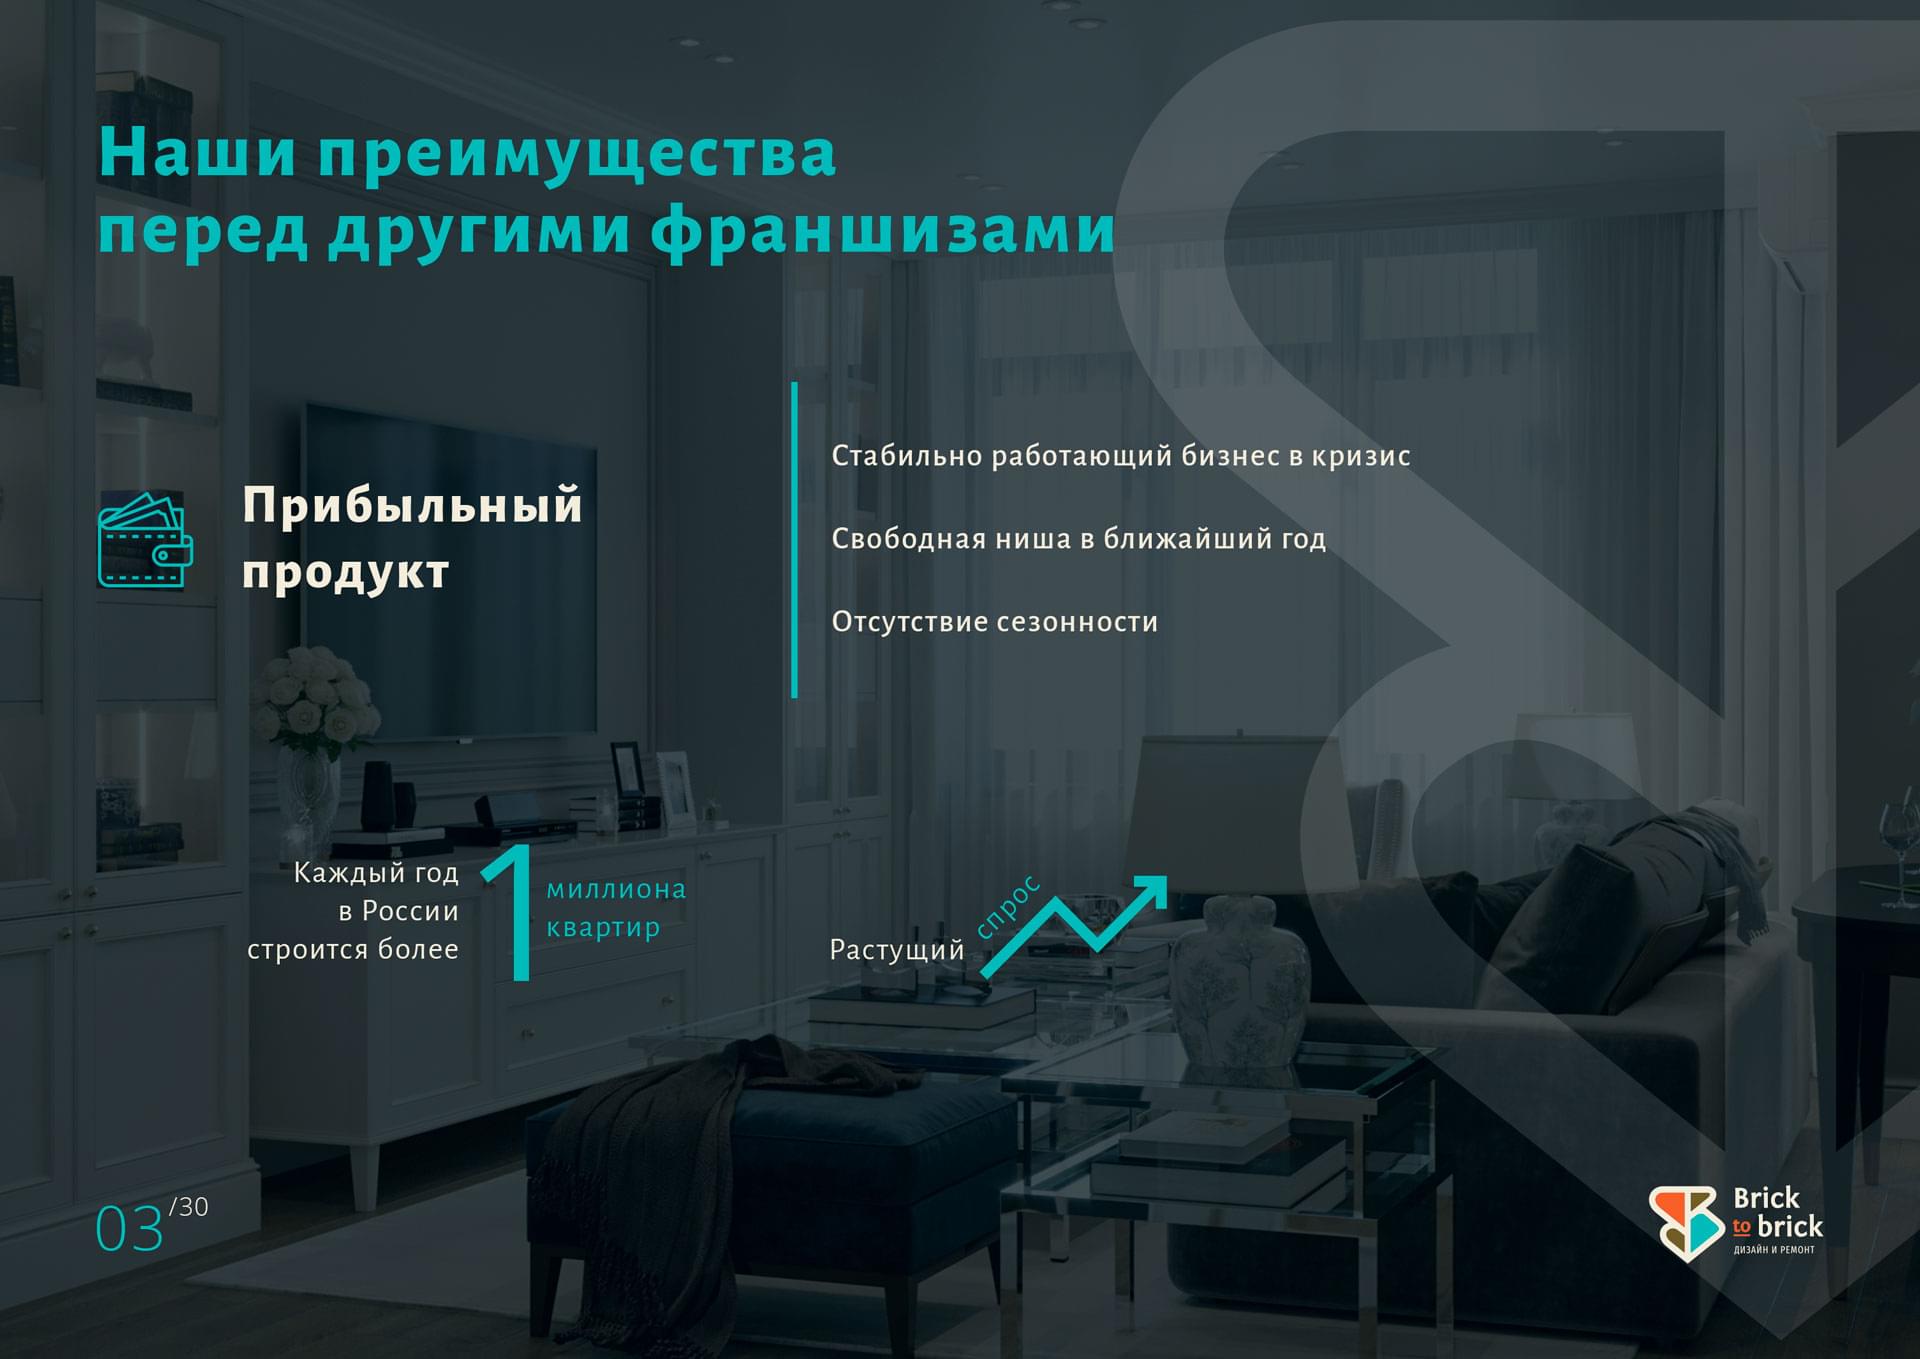 Наши преимущества
перед другими франшизами
Прибыльный
продукт
Стабильно работающий бизнес в кризис
Свободная ниша в ближайший год
Отсутствие сезонности
Каждый год
в России
строится более
1
миллиона
квартир
Растущий
спрос
03/30
Brick
to brick
ДИЗАЙН И РЕМОНТ